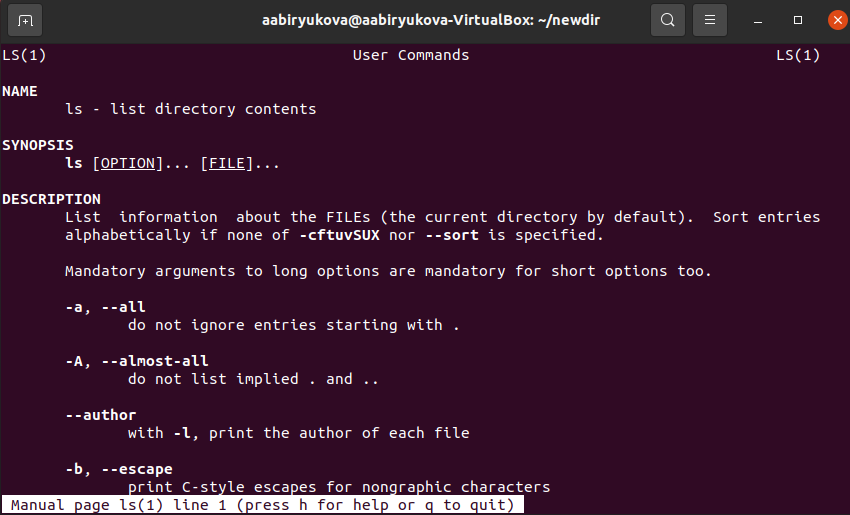 aabiryukova@aabiryukova-VirtualBox: ~/newdir
LS(1) User Commands LS(1)
NAME
ls - list directory contents
SYNOPSIS
ls [OPTION]... [FILE]...
DESCRIPTION
List information about the FILEs (the current directory by default). Sort entries
alphabetically if none of -cftuvSUX nor --sort is specified.
Mandatory arguments to long options are mandatory for short options too.
-a, --all
do not ignore entries starting with .
-A, --almost-all
do not list implied . and ..
--author
with -l, print the author of each file
-b, --escape
print C-style escapes for nongraphic characters
Manual page ls(1) line 1 (press h for help or q to quit)